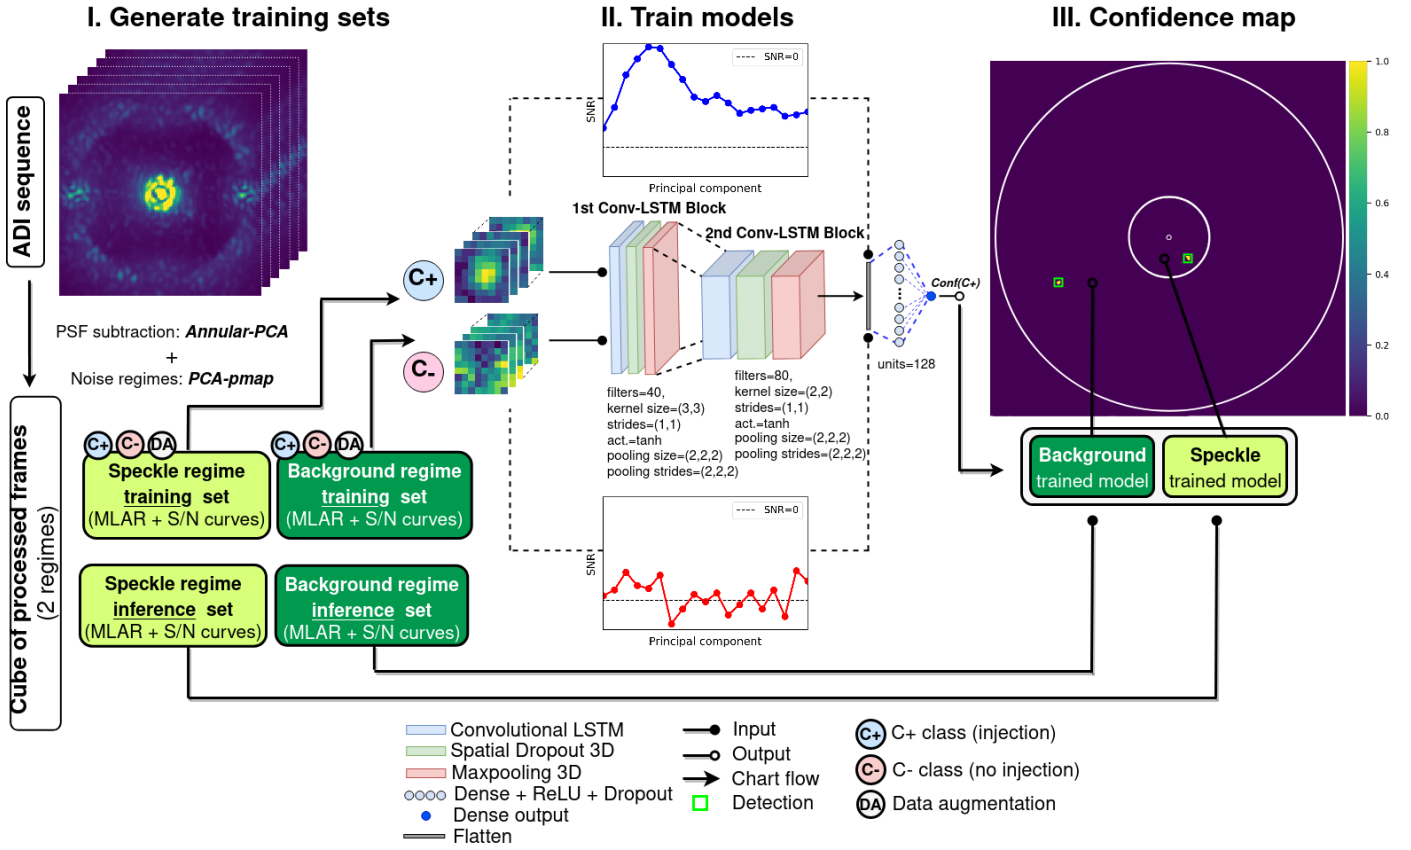 I. Generate training sets
II. Train models
III. Confidence map
ADI sequence
PSF subtraction: Annular-PCA
+
Noise regimes: PCA-pmap
Cube of processed frames
(2 regimes)
C+
C-
DA
Speckle regime
training set
(MLAR + S/N curves)
C+
C-
DA
Background regime
training set
(MLAR + S/N curves)
Speckle regime
inference set
(MLAR + S/N curves)
Background regime
inference set
(MLAR + S/N curves)
C+
C-
SNR
SNR=0
Principal component
1st Conv-LSTM Block
2nd Conv-LSTM Block
filters=40,
kernel size=(3,3)
strides=(1,1)
act.=tanh
pooling size=(2,2,2)
pooling strides=(2,2,2)
filters=80,
kernel size=(2,2)
strides=(1,1)
act.=tanh
pooling size=(2,2,2)
pooling strides=(2,2,2)
units=128
Conf(C+)
SNR
SNR=0
Principal component
1.0
0.8
0.6
0.4
0.2
0.0
Background
trained model
Speckle
trained model
Convolutional LSTM
Spatial Dropout 3D
Maxpooling 3D
Dense + ReLU + Dropout
Dense output
Flatten
Input
Output
Chart flow
Detection
C+ C+ class (injection)
C- C- class (no injection)
DA Data augmentation